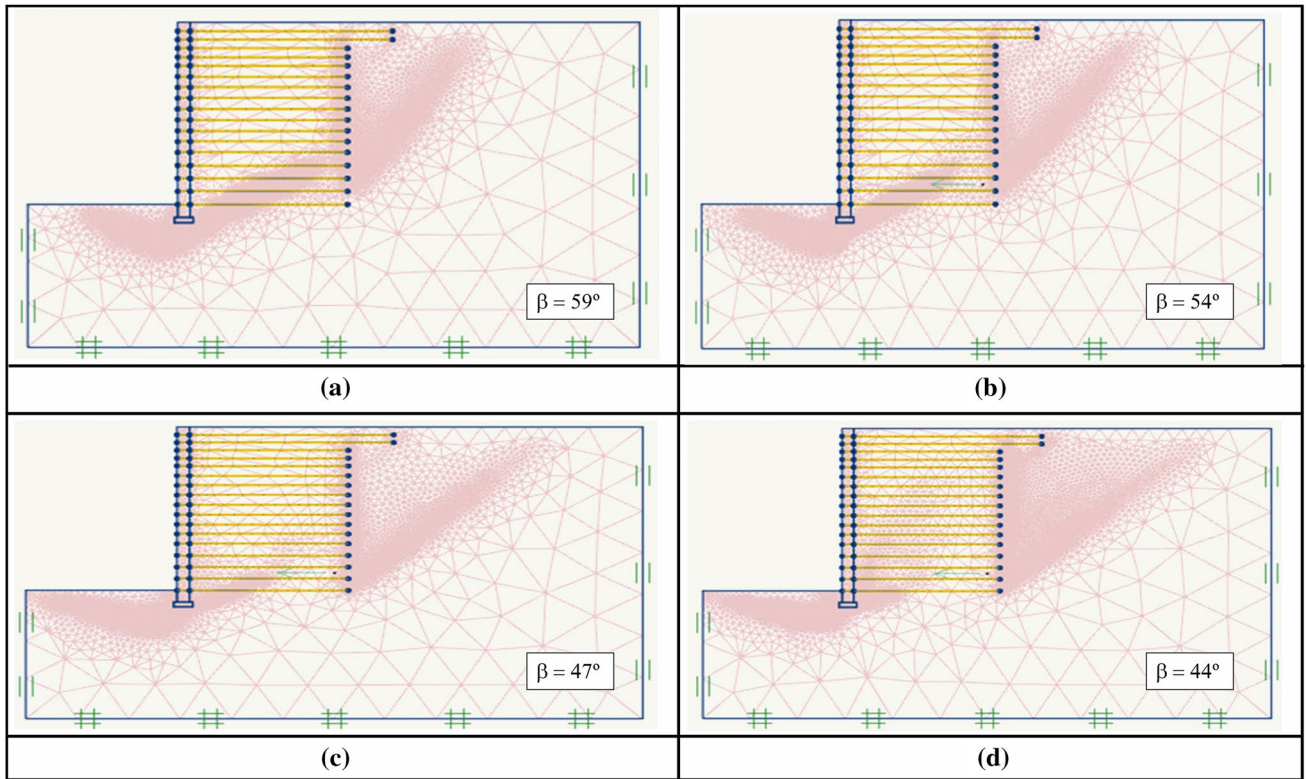 β = 59º
β = 54º
(a)
(b)
β = 47º
β = 44º
(c)
(d)